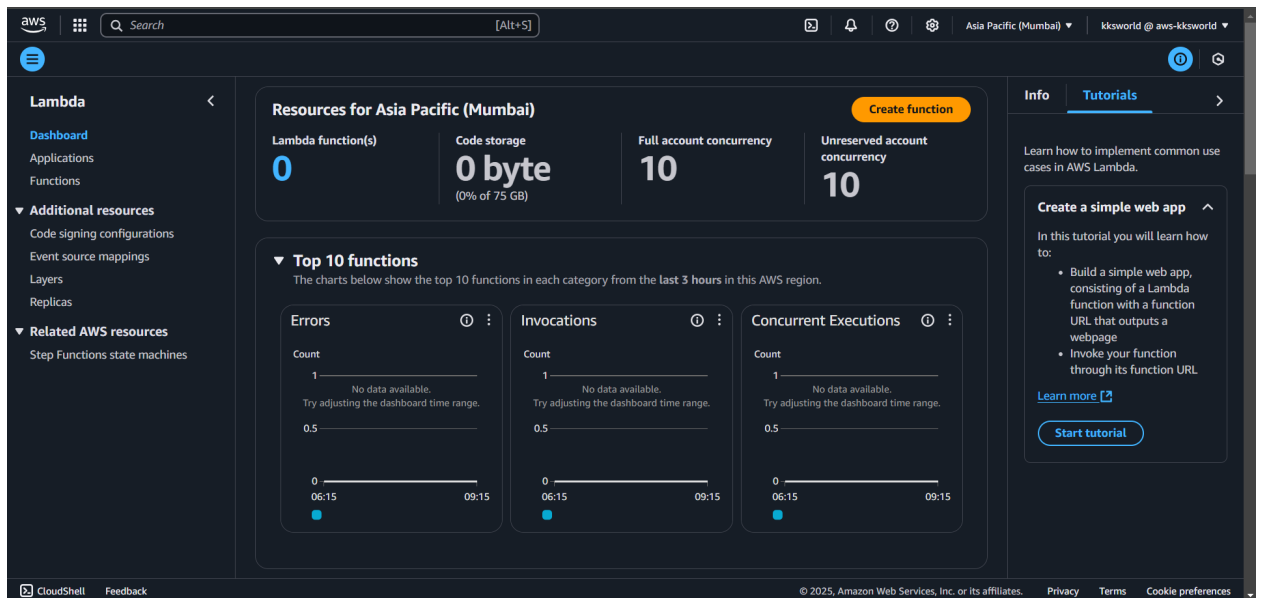 aws
Search [Alt+S]
Asia Pacific (Mumbai) ▼
kksworld @ aws-kksworld ▼
Lambda
Dashboard
Applications
Functions
▼ Additional resources
Code signing configurations
Event source mappings
Layers
Replicas
▼ Related AWS resources
Step Functions state machines
Resources for Asia Pacific (Mumbai)
Create function
Lambda function(s)
0
Code storage
0 byte
(0% of 75 GB)
Full account concurrency
10
Unreserved account
concurrency
10
▼ Top 10 functions
The charts below show the top 10 functions in each category from the last 3 hours in this AWS region.
Errors
Count
1
No data available.
Try adjusting the dashboard time range.
0.5
0
06:15 09:15
Invocations
Count
1
No data available.
Try adjusting the dashboard time range.
0.5
0
06:15 09:15
Concurrent Executions
Count
1
No data available.
Try adjusting the dashboard time range.
0.5
0
06:15 09:15
Info Tutorials
Learn how to implement common use
cases in AWS Lambda.
Create a simple web app
In this tutorial you will learn how
to:
• Build a simple web app,
consisting of a Lambda
function with a function
URL that outputs a
webpage
• Invoke your function
through its function URL
Learn more
Start tutorial
CloudShell Feedback
© 2025, Amazon Web Services, Inc. or its affiliates. Privacy Terms Cookie preferences